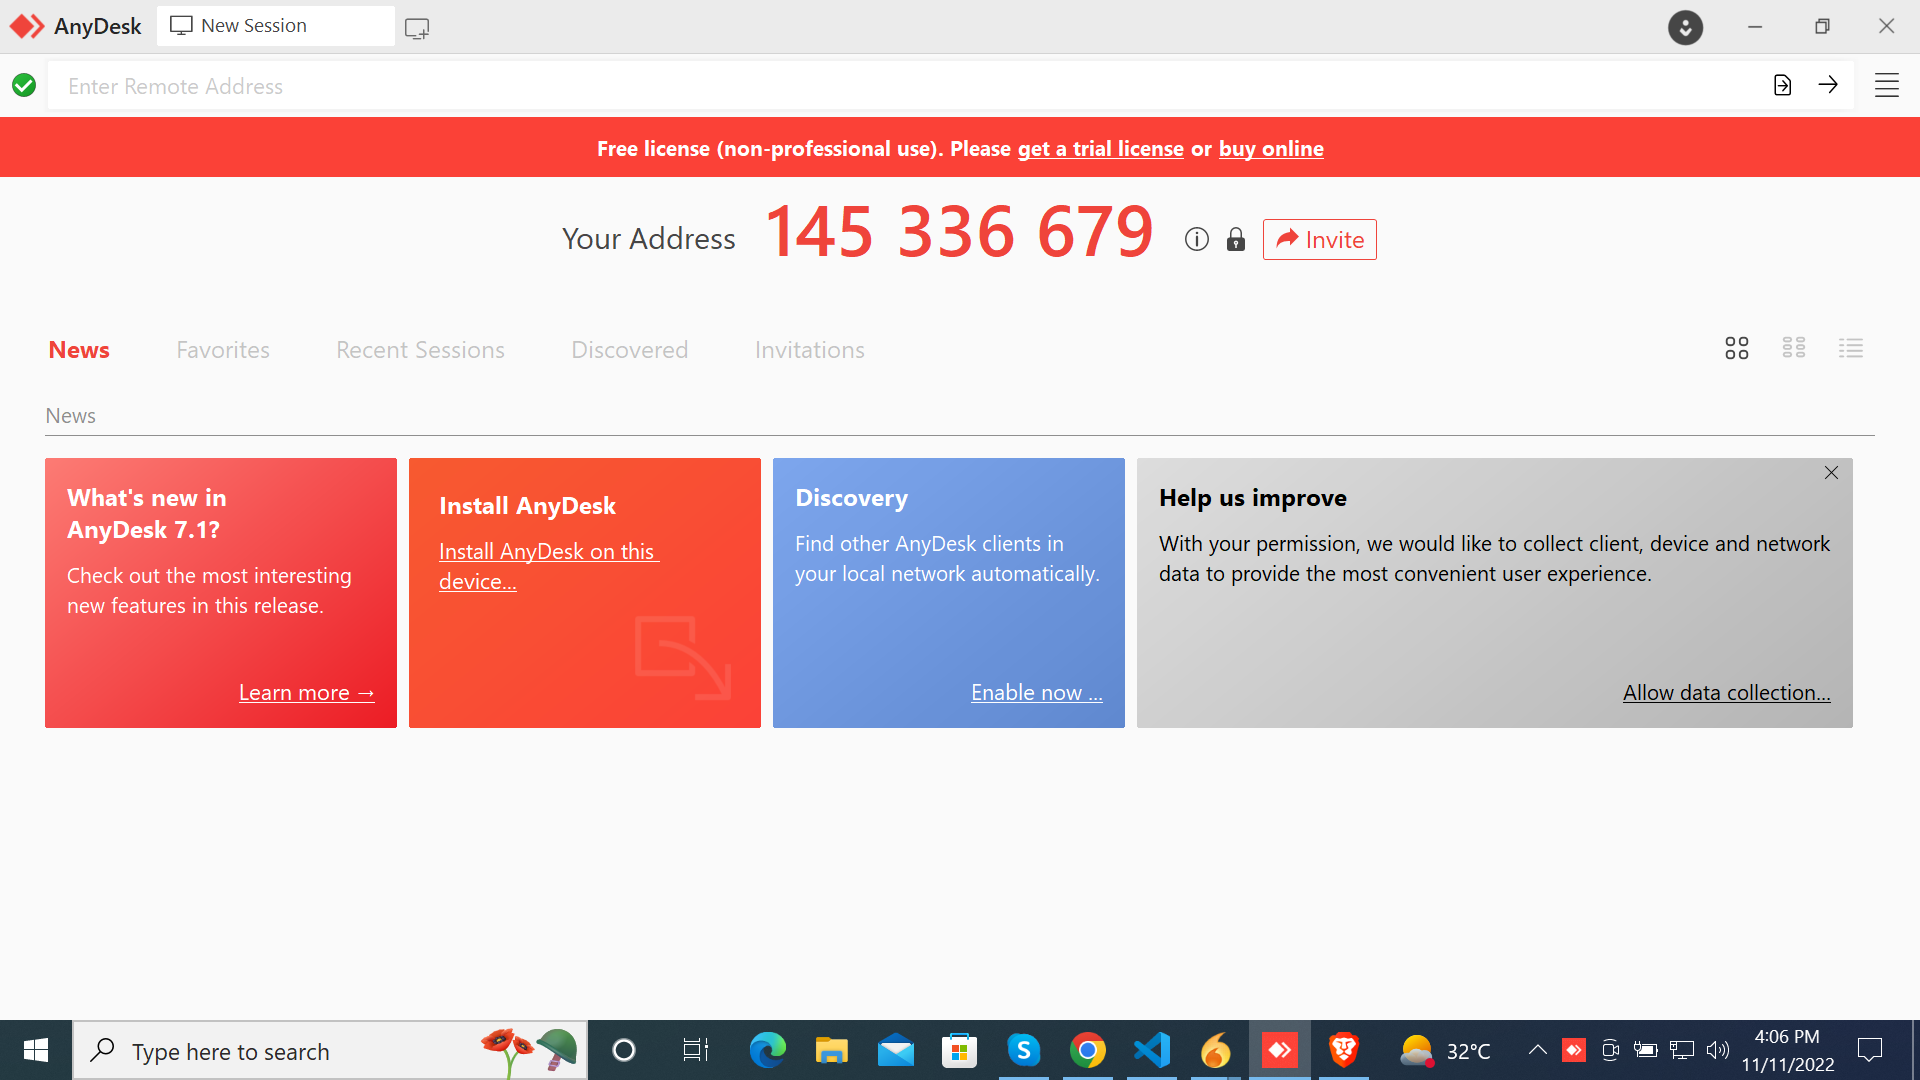 AnyDesk
New Session
Enter Remote Address
Free license (non-professional use). Please get a trial license or buy online
Your Address 145 336 679 Invite
News Favorites Recent Sessions Discovered Invitations
News
What's new in
AnyDesk 7.1?
Check out the most interesting
new features in this release.
Learn more →
Install AnyDesk
Install AnyDesk on this
device...
Discovery
Find other AnyDesk clients in
your local network automatically.
Enable now ...
Help us improve
With your permission, we would like to collect client, device and network
data to provide the most convenient user experience.
Allow data collection...
Type here to search
32°C
4:06 PM
11/11/2022